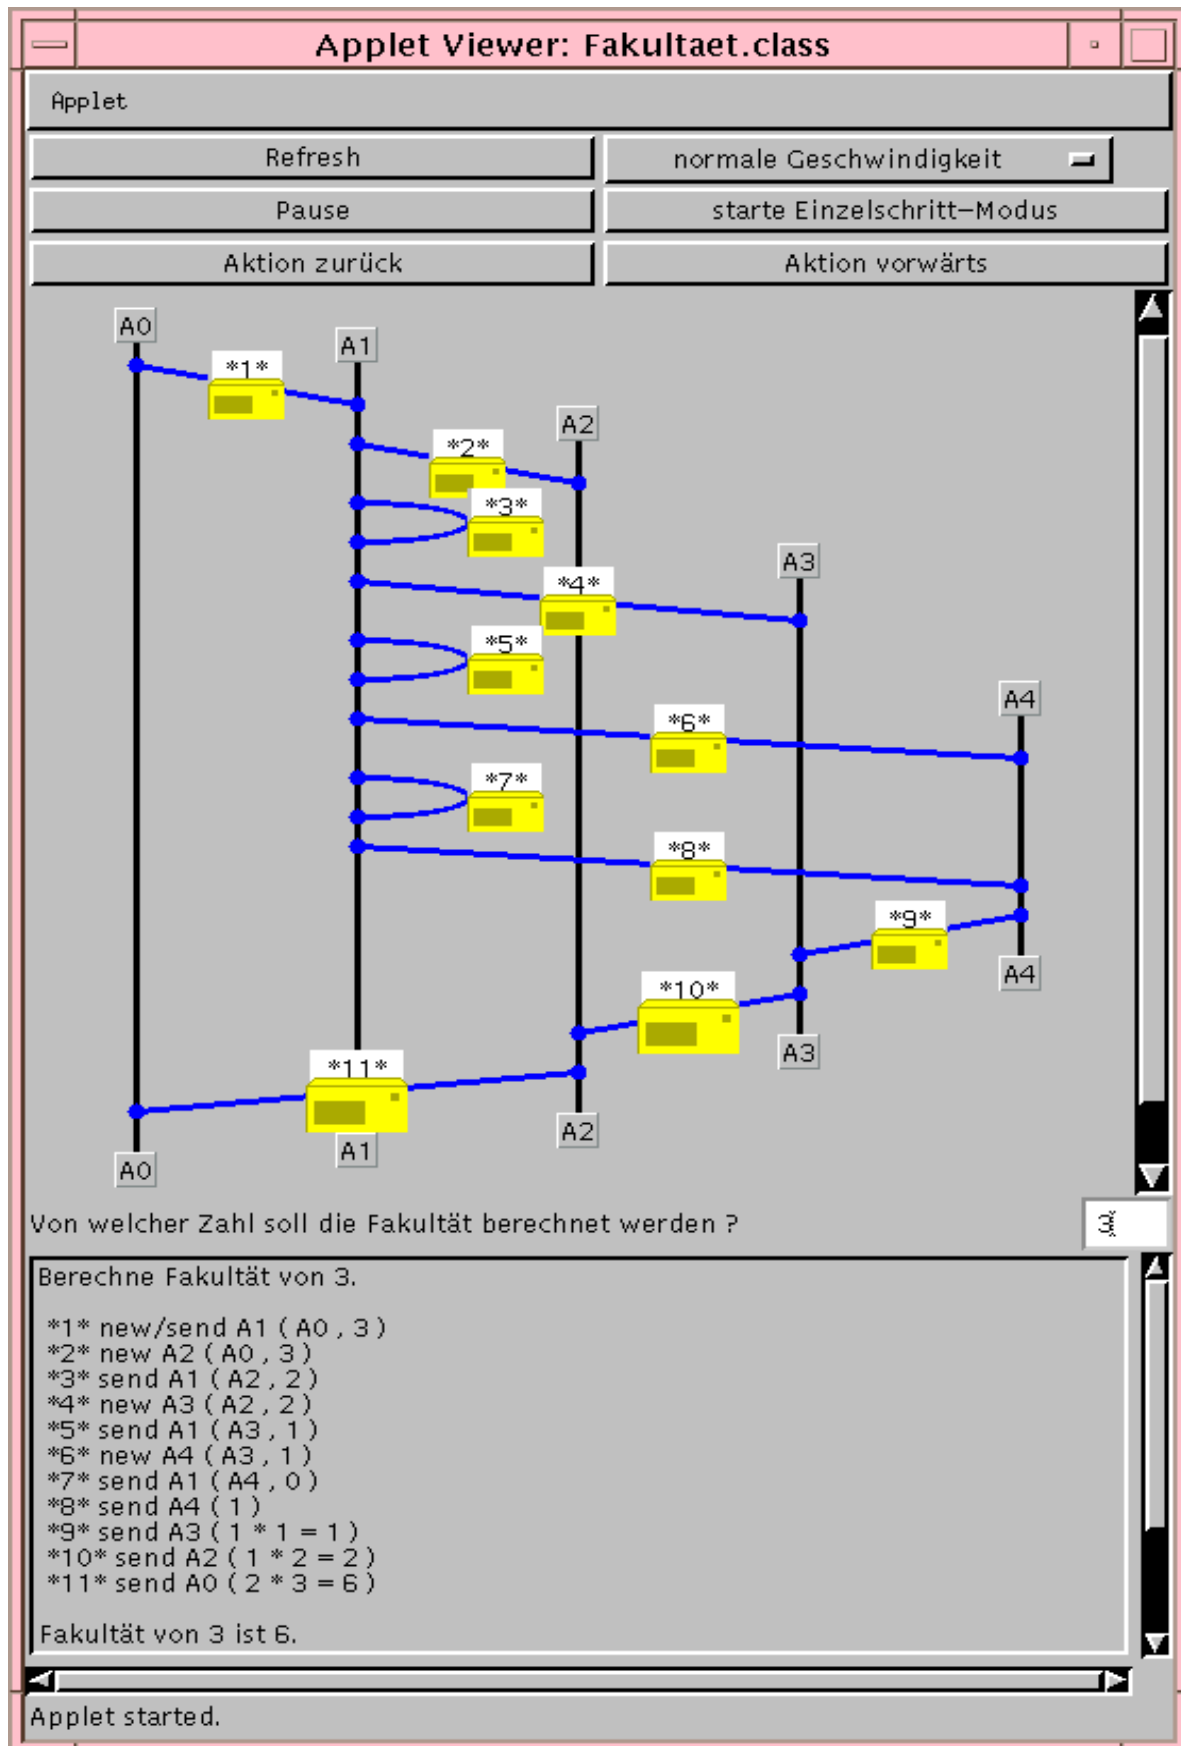 Applet Viewer: Fakultaet.class
Applet
Refresh
normale Geschwindigkeit
Pause
starte Einzelschritt-Modus
Aktion zurück
Aktion vorwärts
A0
A1
*1*
A2
*2*
*3*
A3
*4*
*5*
A4
*6*
*7*
*8*
*9*
A4
*10*
A3
*11*
A2
A1
A0
Von welcher Zahl soll die Fakultät berechnet werden ?
3
Berechne Fakultät von 3.
*1* new/send A1 ( A0 , 3 )
*2* new A2 ( A0 , 3 )
*3* send A1 ( A2 , 2 )
*4* new A3 ( A2 , 2 )
*5* send A1 ( A3 , 1 )
*6* new A4 ( A3 , 1 )
*7* send A1 ( A4 , 0 )
*8* send A4 ( 1 )
*9* send A3 ( 1 * 1 = 1 )
*10* send A2 ( 1 * 2 = 2 )
*11* send A0 ( 2 * 3 = 6 )
Fakultät von 3 ist 6.
Applet started.